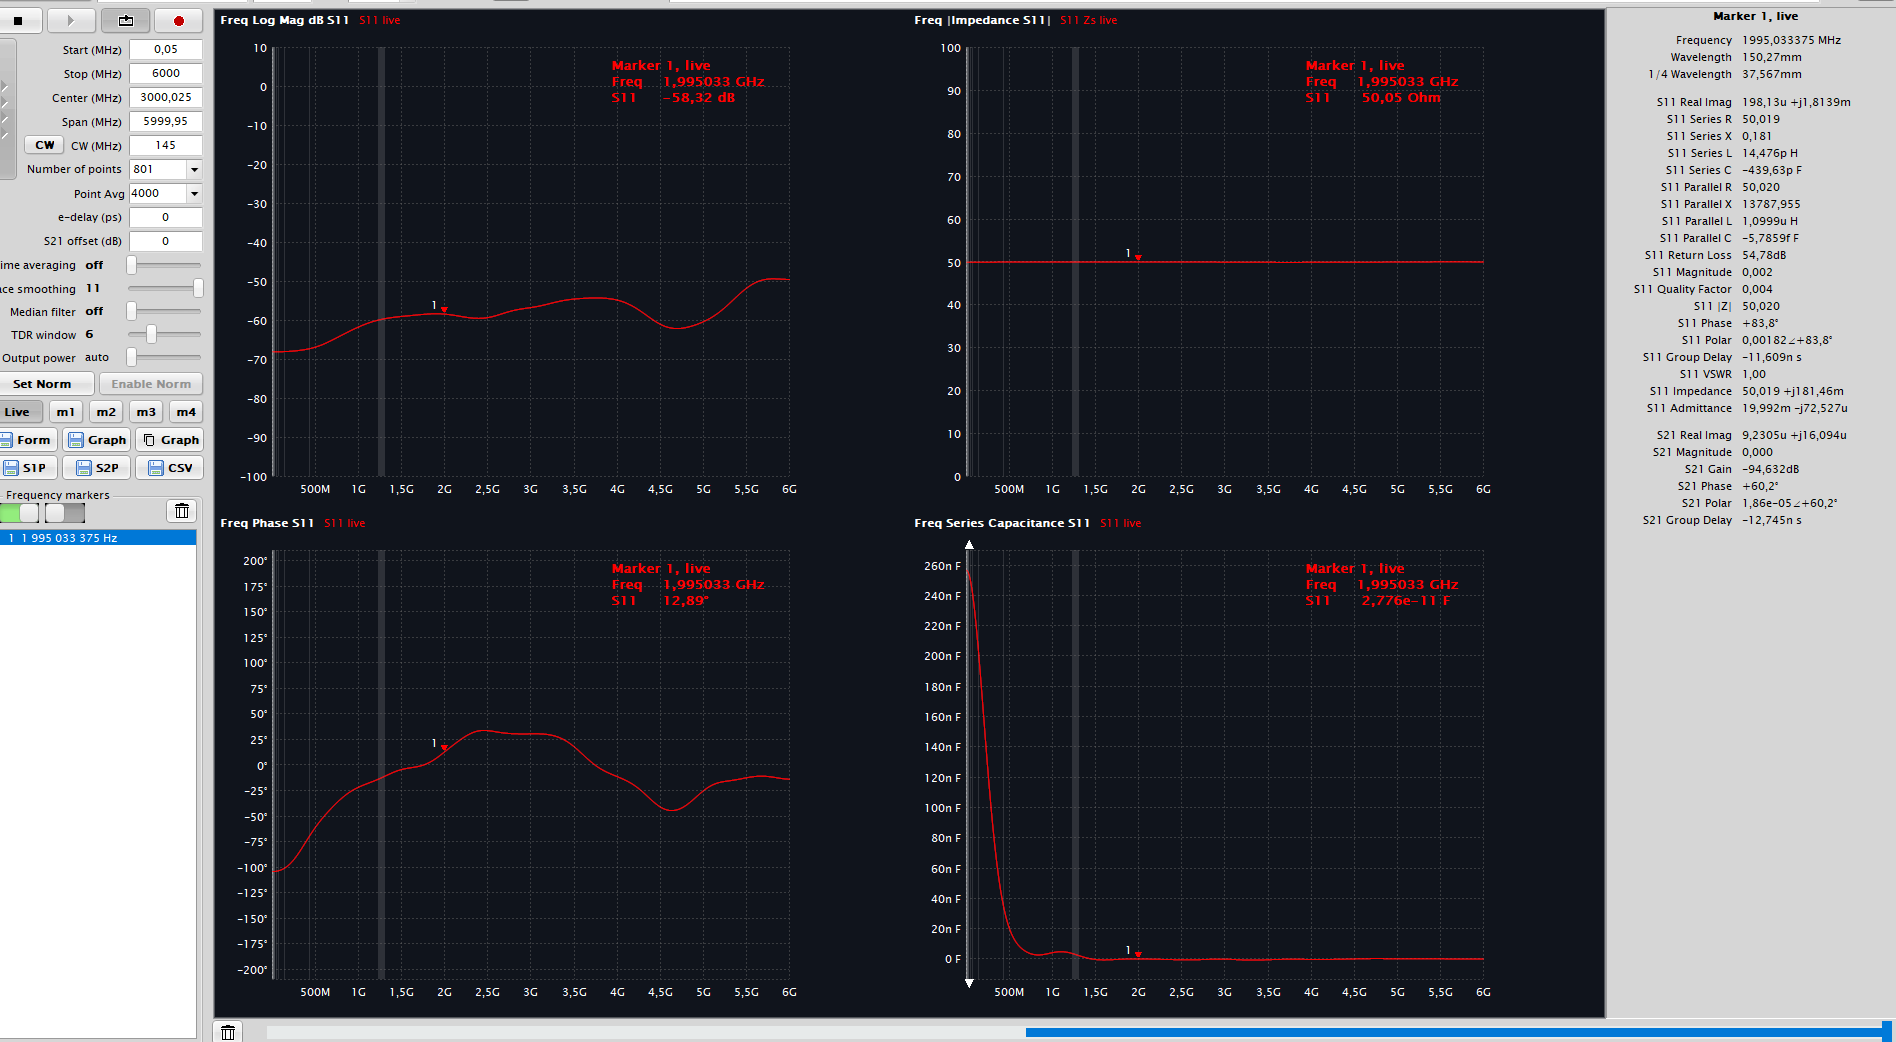 Start (MHz) 0,05
Stop (MHz) 6000
Center (MHz) 3000,025
Span (MHz) 5999,95
CW CW (MHz) 145
Number of points 801
Point Avg 4000
e-delay (ps) 0
S21 offset (dB) 0
ime averaging off
ace smoothing 11
Median filter off
TDR window 6
Output power auto
Set Norm Enable Norm
Live m1 m2 m3 m4
Form Graph Graph
S1P S2P CSV
Frequency markers
1 1 995 033 375 Hz
Freq Log Mag dB S11 S11 live
Marker 1, live
Freq 1,995033 GHz
S11 -58,32 dB
10
0
-10
-20
-30
-40
-50
-60
-70
-80
-90
-100
1
500M 1G 1,5G 2G 2,5G 3G 3,5G 4G 4,5G 5G 5,5G 6G
Freq |Impedance S11| S11 Zs live
Marker 1, live
Freq 1,995033 GHz
S11 50,05 Ohm
100
90
80
70
60
50
40
30
20
10
0
1
500M 1G 1,5G 2G 2,5G 3G 3,5G 4G 4,5G 5G 5,5G 6G
Freq Phase S11 S11 live
Marker 1, live
Freq 1,995033 GHz
S11 12,89°
200°
175°
150°
125°
100°
75°
50°
25°
0°
-25°
-50°
-75°
-100°
-125°
-150°
-175°
-200°
1
500M 1G 1,5G 2G 2,5G 3G 3,5G 4G 4,5G 5G 5,5G 6G
Freq Series Capacitance S11 S11 live
Marker 1, live
Freq 1,995033 GHz
S11 2,776e-11 F
260n F
240n F
220n F
200n F
180n F
160n F
140n F
120n F
100n F
80n F
60n F
40n F
20n F
0 F
1
500M 1G 1,5G 2G 2,5G 3G 3,5G 4G 4,5G 5G 5,5G 6G
Marker 1, live
Frequency 1995,033375 MHz
Wavelength 150,27mm
1/4 Wavelength 37,567mm
S11 Real Imag 198,13u +j1,8139m
S11 Series R 50,019
S11 Series X 0,181
S11 Series L 14,476p H
S11 Series C -439,63p F
S11 Parallel R 50,020
S11 Parallel X 13787,955
S11 Parallel L 1,0999u H
S11 Parallel C -5,7859f F
S11 Return Loss 54,78dB
S11 Magnitude 0,002
S11 Quality Factor 0,004
S11 |Z| 50,020
S11 Phase +83,8°
S11 Polar 0,00182∠+83,8°
S11 Group Delay -11,609n s
S11 VSWR 1,00
S11 Impedance 50,019 +j181,46m
S11 Admittance 19,992m -j72,527u
S21 Real Imag 9,2305u +j16,094u
S21 Magnitude 0,000
S21 Gain -94,632dB
S21 Phase +60,2°
S21 Polar 1,86e-05∠+60,2°
S21 Group Delay -12,745n s